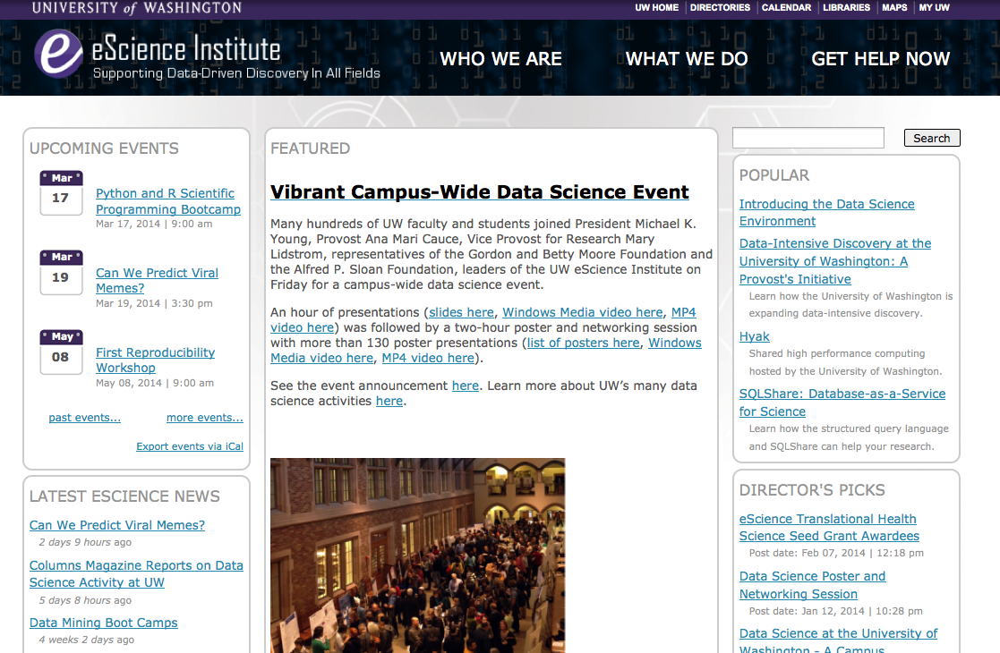 UNIVERSITY of WASHINGTON
UW HOME
DIRECTORIES
CALENDAR
LIBRARIES
MAPS
MY UW
e eScience Institute
Supporting Data-Driven Discovery In All Fields
WHO WE ARE
WHAT WE DO
GET HELP NOW
UPCOMING EVENTS
Mar
17
Python and R Scientific
Programming Bootcamp
Mar 17, 2014 | 9:00 am
Mar
19
Can We Predict Viral
Memes?
Mar 19, 2014 | 3:30 pm
May
08
First Reproducibility
Workshop
May 08, 2014 | 9:00 am
past events...
more events...
Export events via iCal
LATEST ESCIENCE NEWS
Can We Predict Viral Memes?
2 days 9 hours ago
Columns Magazine Reports on Data
Science Activity at UW
5 days 8 hours ago
Data Mining Boot Camps
4 weeks 2 days ago
FEATURED
Vibrant Campus-Wide Data Science Event
Many hundreds of UW faculty and students joined President Michael K.
Young, Provost Ana Mari Cauce, Vice Provost for Research Mary
Lidstrom, representatives of the Gordon and Betty Moore Foundation and
the Alfred P. Sloan Foundation, leaders of the UW eScience Institute on
Friday for a campus-wide data science event.
An hour of presentations (slides here, Windows Media video here, MP4
video here) was followed by a two-hour poster and networking session
with more than 130 poster presentations (list of posters here, Windows
Media video here, MP4 video here).
See the event announcement here. Learn more about UW's many data
science activities here.
Search
POPULAR
Introducing the Data Science
Environment
Data-Intensive Discovery at the
University of Washington: A
Provost's Initiative
Learn how the University of Washington is
expanding data-intensive discovery.
Hyak
Shared high performance computing
hosted by the University of Washington.
SQLShare: Database-as-a-Service
for Science
Learn how the structured query language
and SQLShare can help your research.
DIRECTOR'S PICKS
eScience Translational Health
Science Seed Grant Awardees
Post date: Feb 07, 2014 | 12:18 pm
Data Science Poster and
Networking Session
Post date: Jan 12, 2014 | 10:28 pm
Data Science at the University of
Washington - A Campus